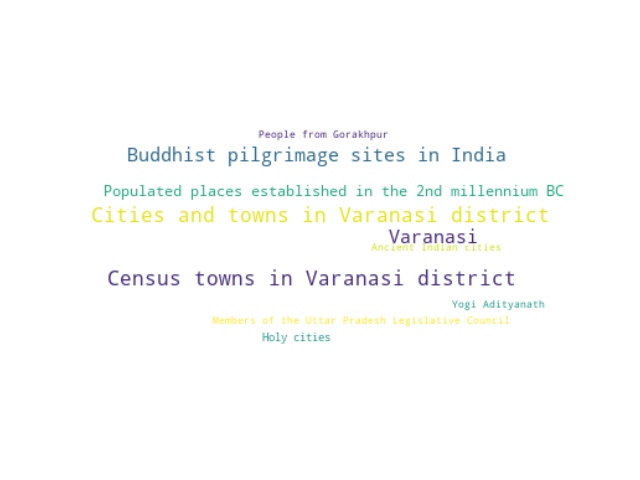 People from Gorakhpur
Buddhist pilgrimage sites in India
Populated places established in the 2nd millennium BC
Cities and towns in Varanasi district
Varanasi
Ancient Indian cities
Census towns in Varanasi district
Yogi Adityanath
Members of the Uttar Pradesh Legislative Council
Holy cities